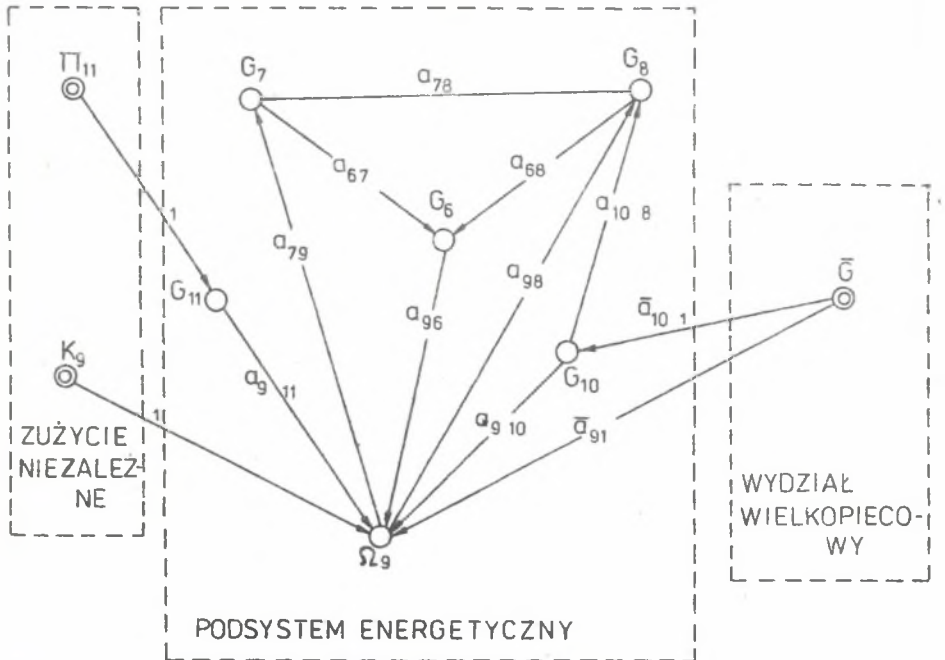 Π₁₁
G₇
G₈
a₇₈
a₆₇
a₆₈
G₆
a₁₀ ₈
a₇₉
a₉₈
1
G₁₁
a₉₆
Ḡ
ā₁₀ ₁
G₁₀
K₉
a₉ ₁₁
a₉ ₁₀
ā₉₁
1
Ω₉
ZUŻYCIE
NIEZALEŻ-
NE
WYDZIAŁ
WIELKOPIECO-
WY
PODSYSTEM ENERGETYCZNY